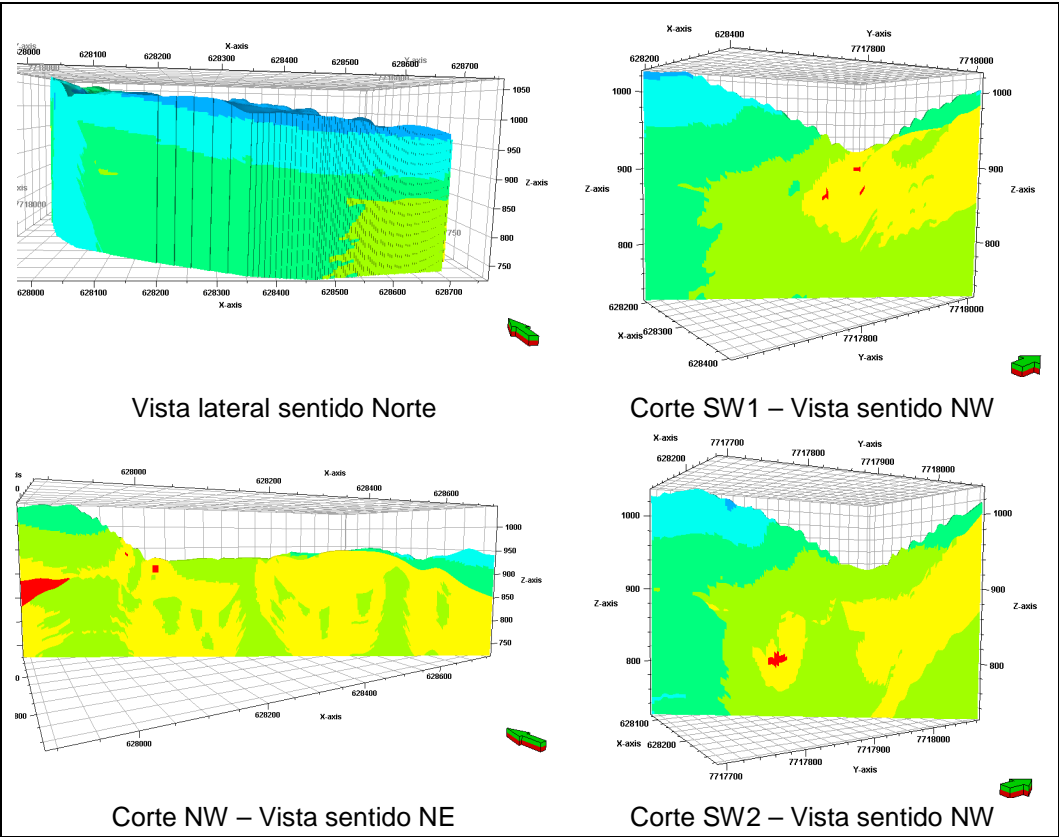 X-axis
628000 628100 628200 628300 628400 628500 628600 628700
7718000
1050
1000
950
900
Z-axis
850
800
750
7718000
750
628000 628100 628200 628300 628400 628500 628600 628700
X-axis
Vista lateral sentido Norte
X-axis 628400 Y-axis
628200 7717800 7718000
1000 1000
900 900
Z-axis Z-axis
800 800
628200
X-axis 628300 7718000
628400 7717800
Y-axis
Corte SW1 – Vista sentido NW
628000 X-axis
628200 628400 628600
1000
950
900
Z-axis
850
800
750
628600
628400
628200 X-axis
628000
Corte NW – Vista sentido NE
X-axis 7717700 Y-axis
628200 7717800 7717900 7718000
1000 1000
900 900
Z-axis Z-axis
800 800
628100
X-axis 628200 7718000
7717900
7717800 Y-axis
7717700
Corte SW2 – Vista sentido NW